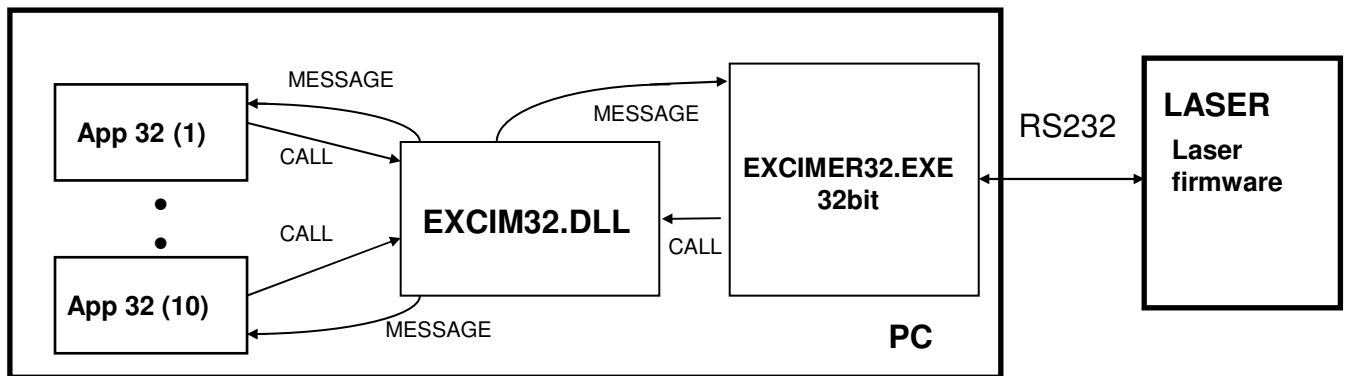 MESSAGE
App 32 (1)
CALL
MESSAGE
EXCIMER32.EXE
32bit
RS232
LASER
Laser
firmware
EXCIM32.DLL
CALL
CALL
App 32 (10)
MESSAGE
PC